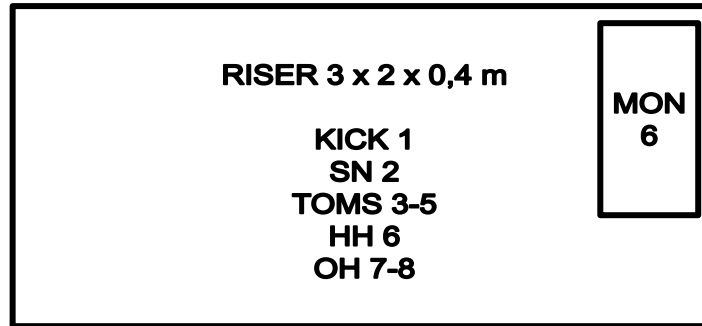 RISER 3 x 2 x 0,4 m
MON
6
KICK 1
SN 2
TOMS 3-5
HH 6
OH 7-8